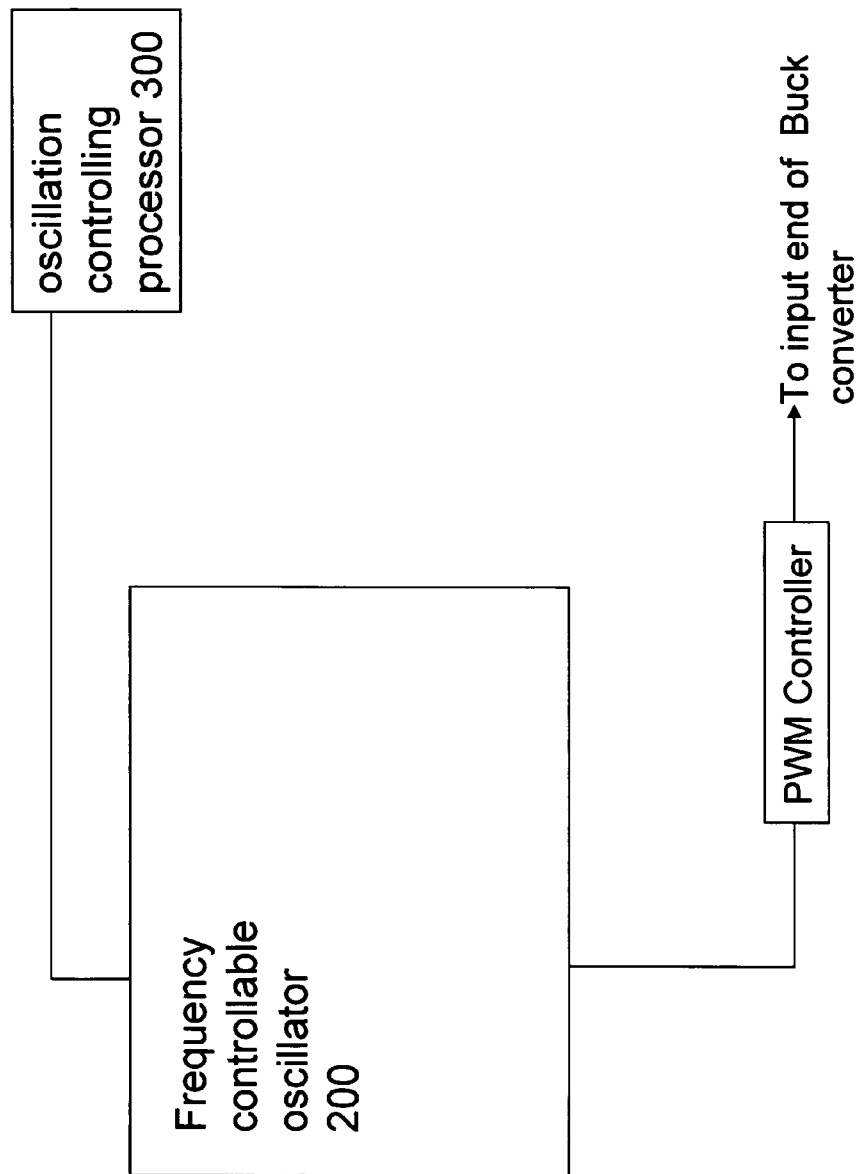 oscillation
controlling
processor 300
Frequency
controllable
oscillator
200
PWM Controller
To input end of Buck
converter